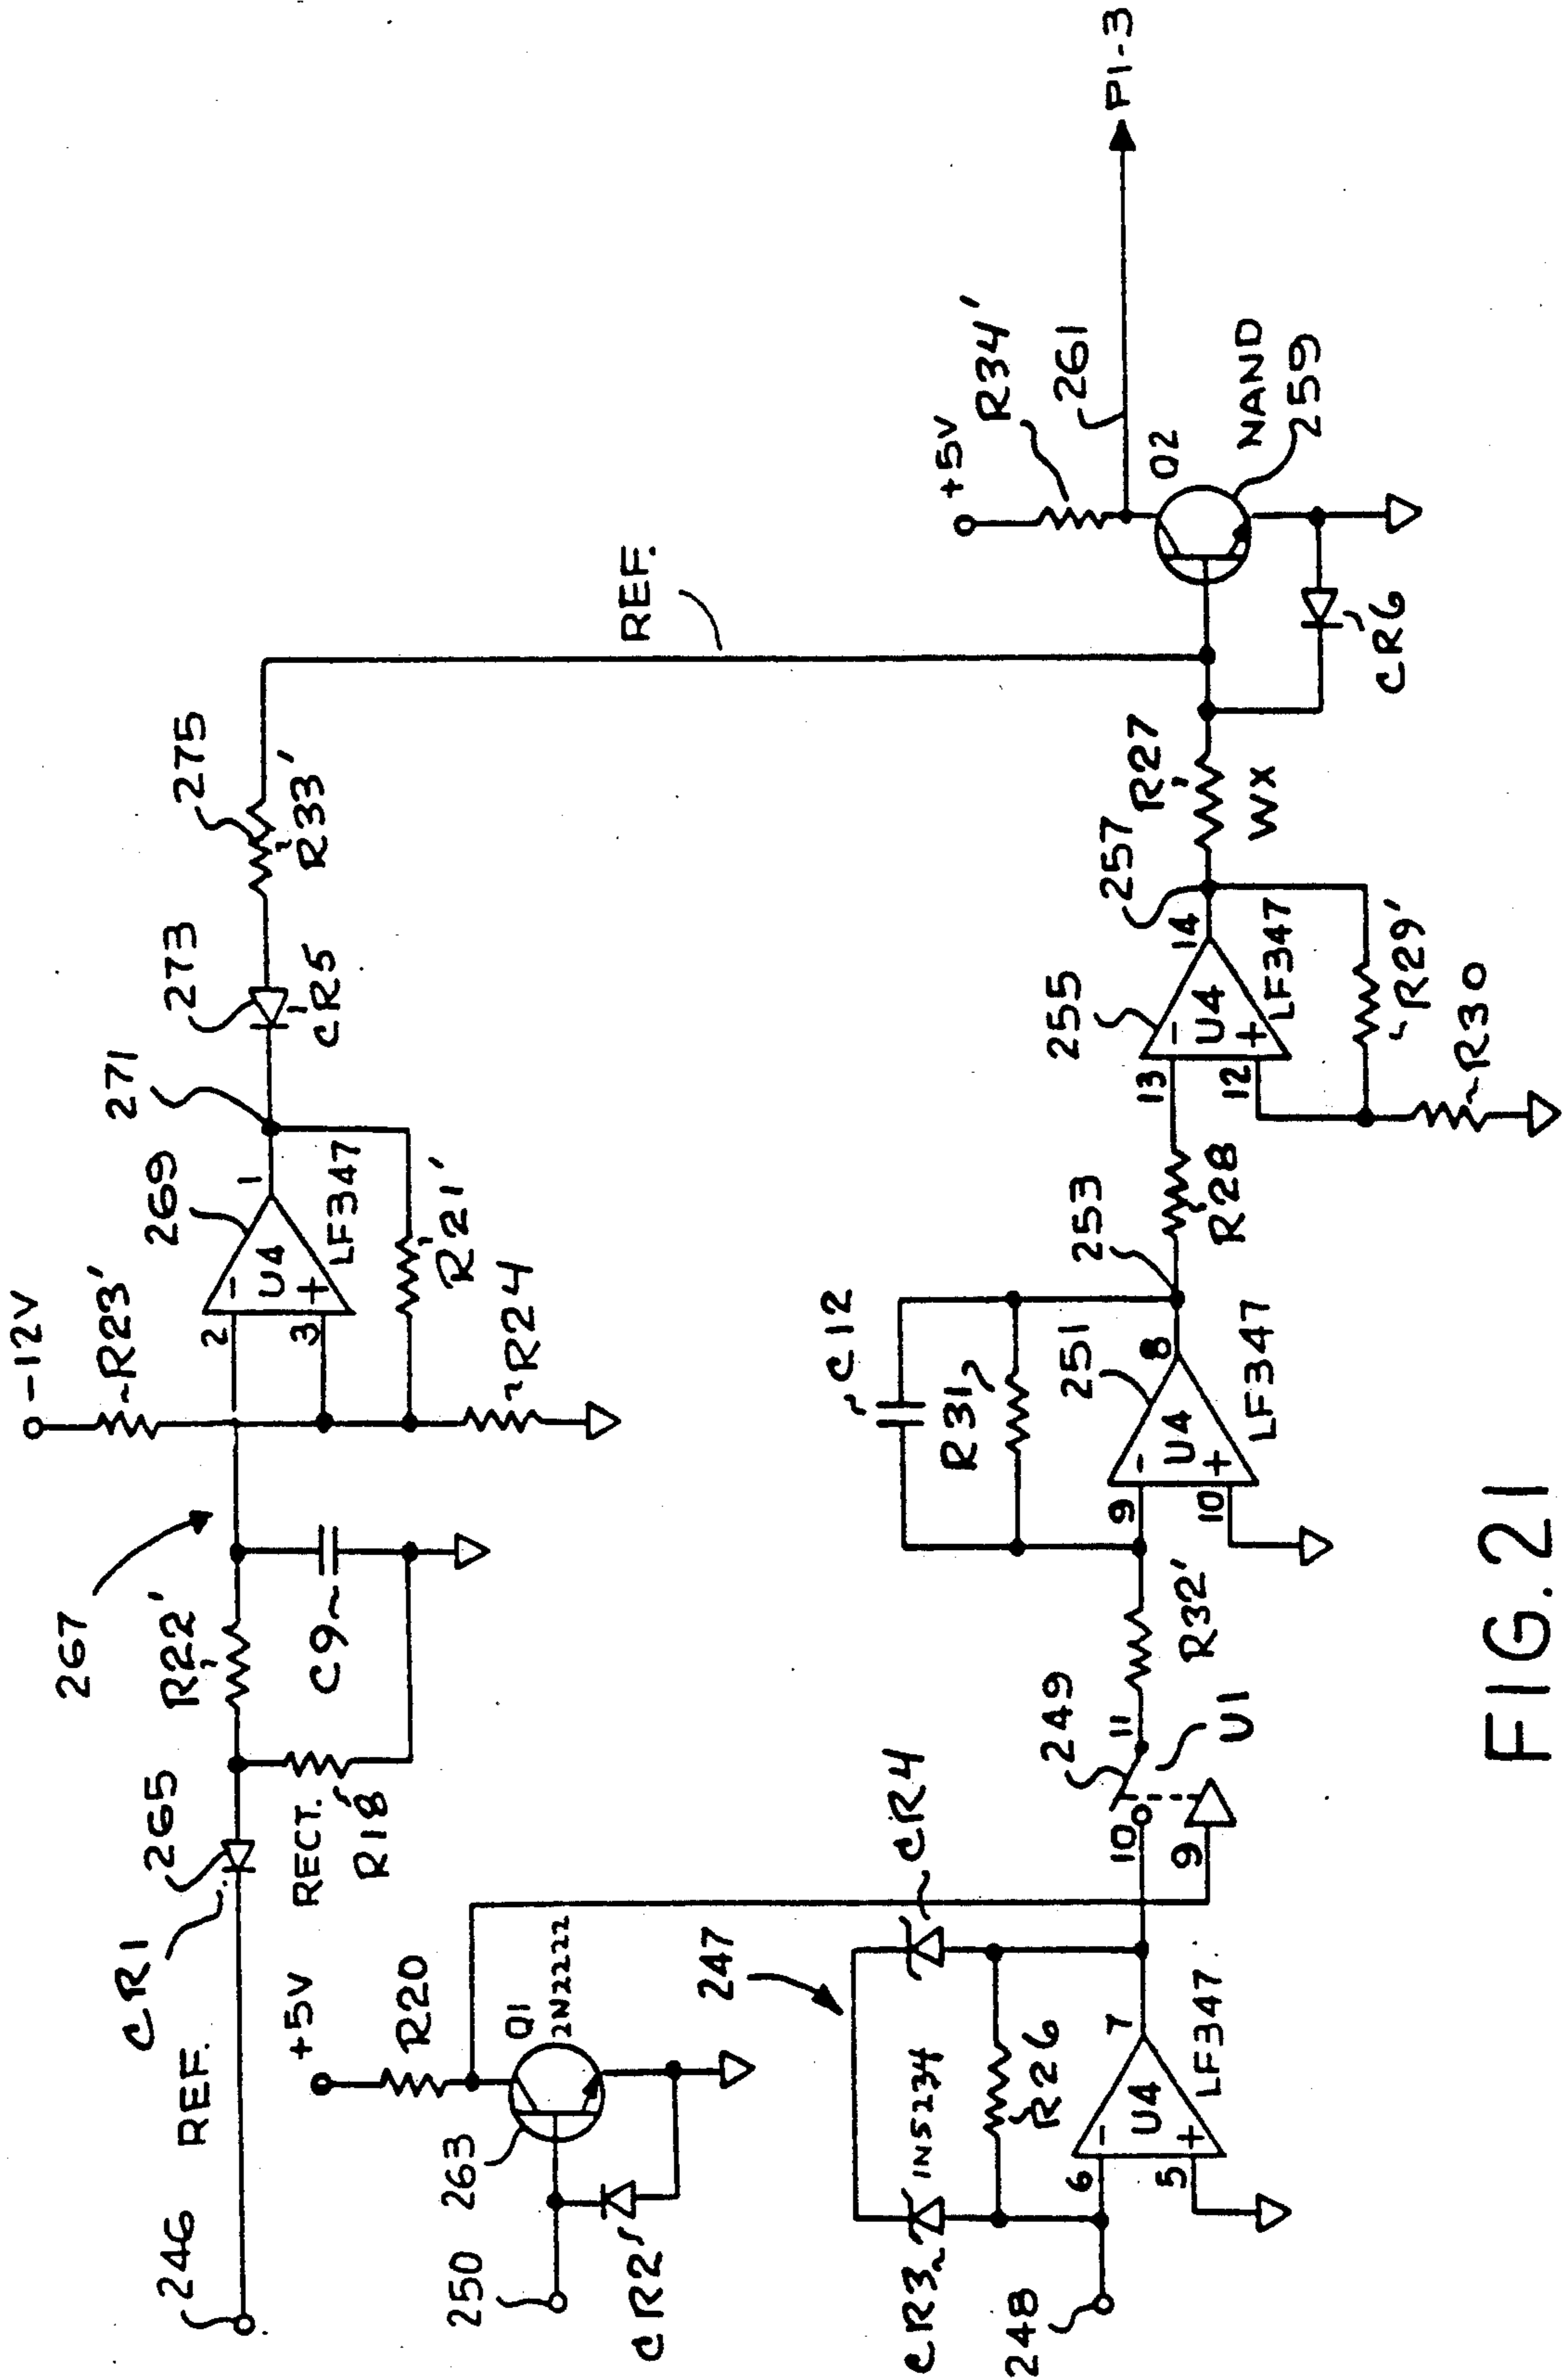 246 REF.
CR1
265
RECT.
R18
R22'
C9
267
-12V
R23'
2
3
-
+
U4
LF347
269
1
271
R21'
R24
273
CR5
275
R33'
REF.
+5V
R20
250
263
Q1
2N2222
CR2
247
CR3
1N5234
CR4
R26
248
6
5
-
+
U4
7
LF347
10
9
249
11
U1
R32'
C12
R31
9
10
-
+
U4
251
8
LF347
253
R28
255
13
12
-
+
U4
14
LF347
257
R29'
R30
R27
WX
+5V
R34'
261
Q2
NAND
259
CR6
P1-3
FIG. 21